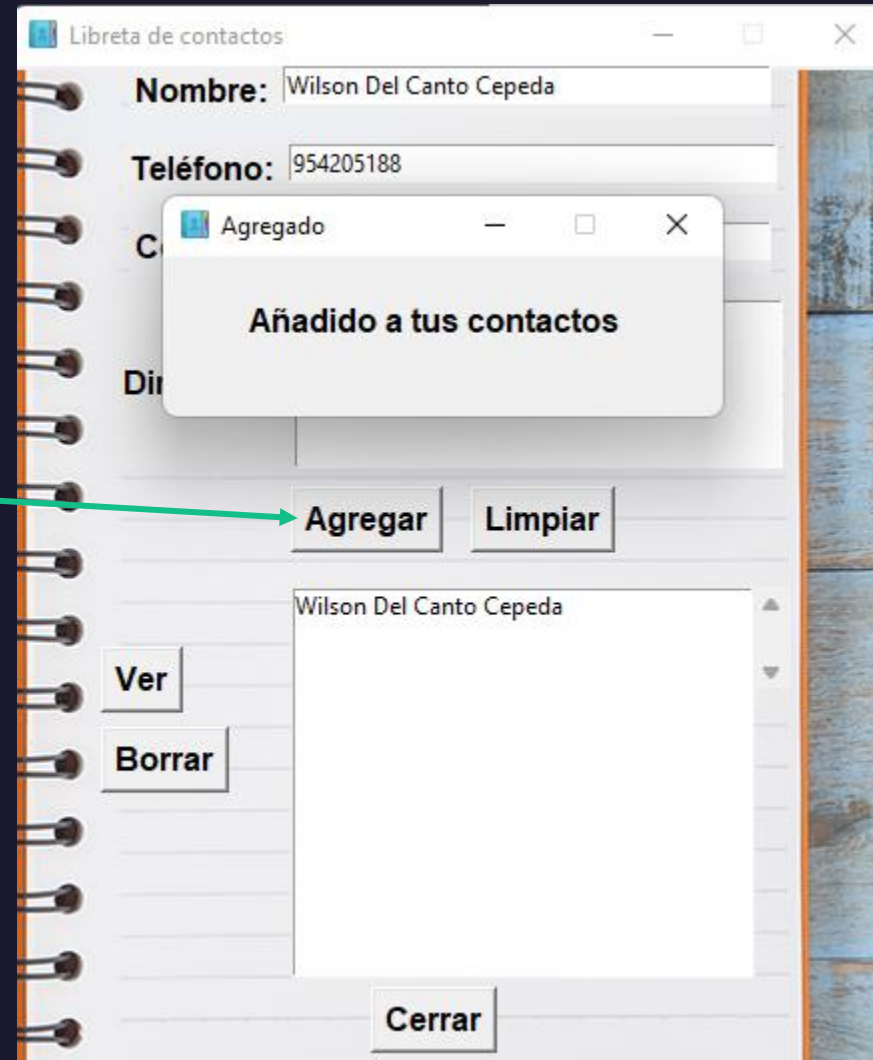 Libreta de contactos
Nombre: Wilson Del Canto Cepeda
Teléfono: 954205188
Agregado
Añadido a tus contactos
Agregar Limpiar
Wilson Del Canto Cepeda
Ver
Borrar
Cerrar